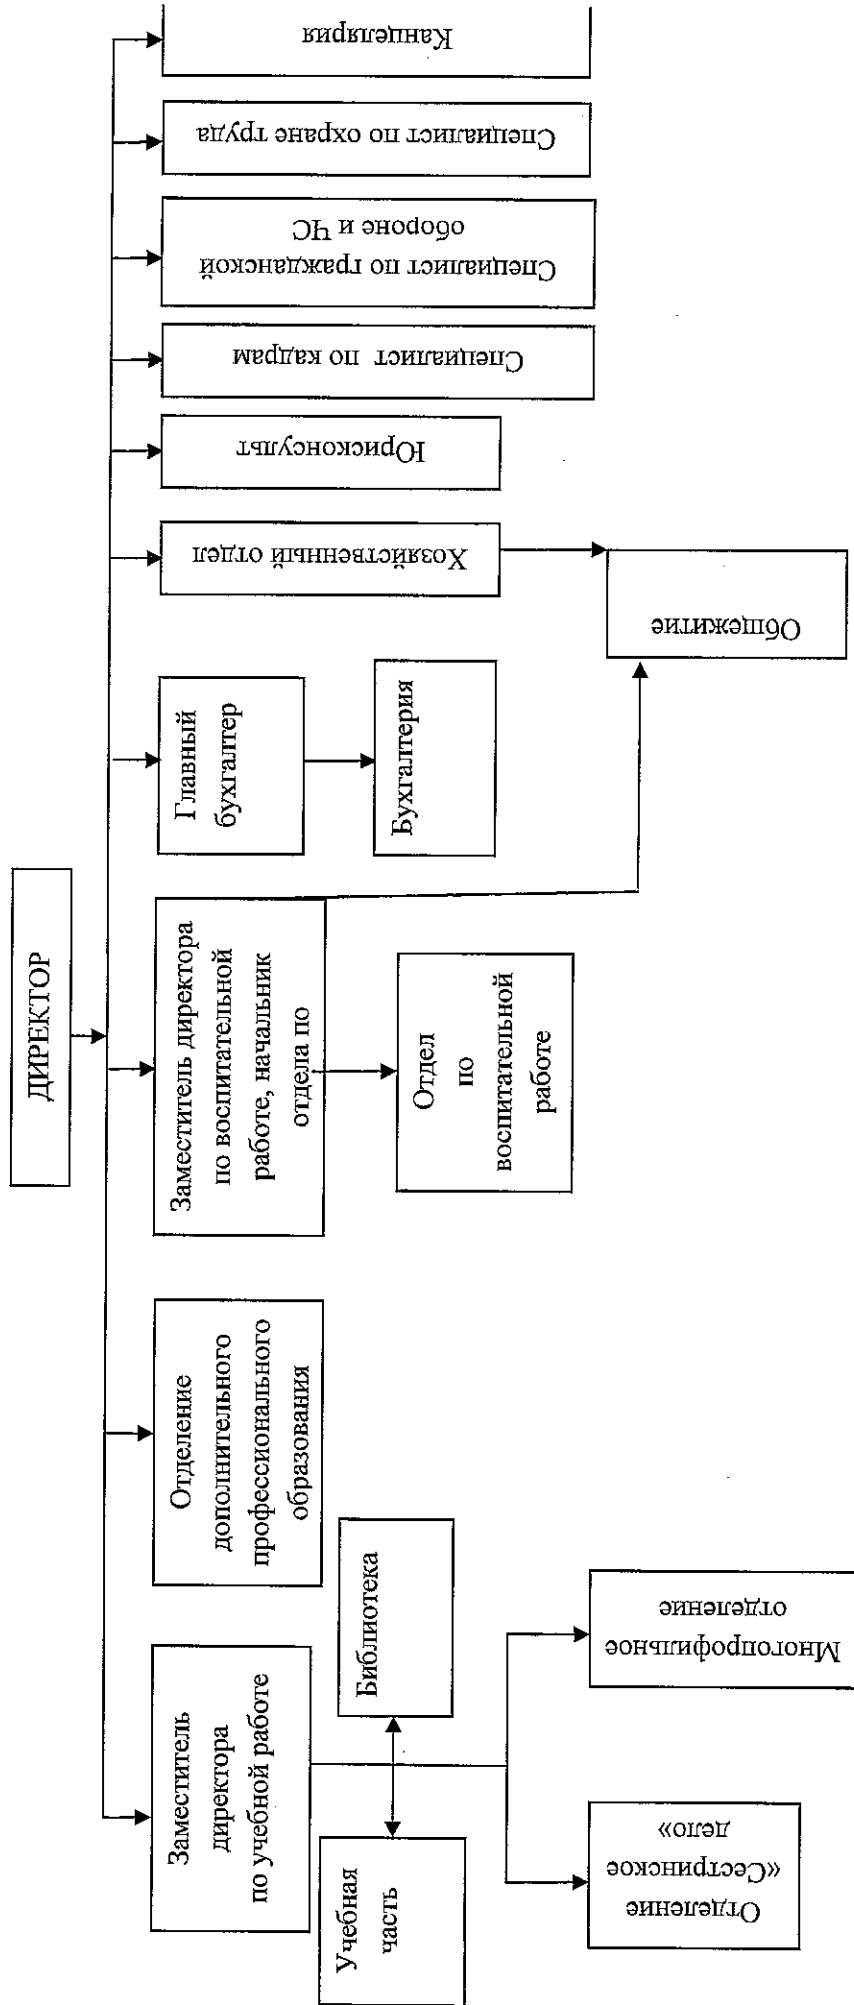 ДИРЕКТОР
Заместитель
директора
по учебной работе
Отделение
дополнительного
профессионального
образования
Заместитель директора
по воспитательной
работе, начальник
отдела по
Главный
бухгалтер
Хозяйственный отдел
Юрисконсульт
Специалист по кадрам
Специалист по гражданской
обороне и ЧС
Специалист по охране труда
Канцелярия
Учебная
часть
Библиотека
Отдел
по
воспитательной
работе
Бухгалтерия
Общежитие
Отделение
«Сестринское
дело»
Многопрофильное
отделение